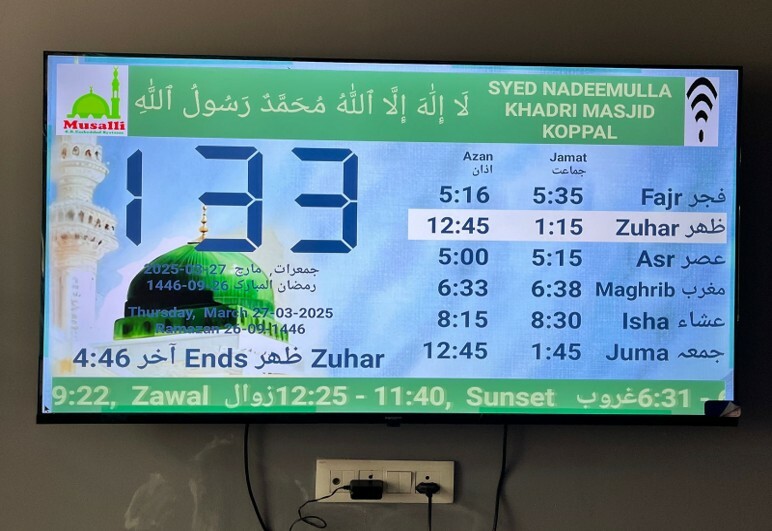 Musalli
لَا إِلٰهَ إِلَّا ٱللّٰهُ مُحَمَّدٌ رَسُولُ ٱللّٰهِ
SYED NADEEMULLA
KHADRI MASJID
KOPPAL
133
Azan Jamat
اذان جماعت
5:16 5:35 Fajr فجر
12:45 1:15 Zuhar ظهر
5:00 5:15 Asr عصر
6:33 6:38 Maghrib مغرب
8:15 8:30 Isha عشاء
12:45 1:45 Juma جمعہ
جمعرات, مارچ 27-03-2025
رمضان المبارک 26-09-1446
Thursday, March 27-03-2025
Ramazan 26-09-1446
4:46 آخر Ends ظهر Zuhar
9:22, Zawal زوال 12:25 - 11:40, Sunset غروب 6:31 -